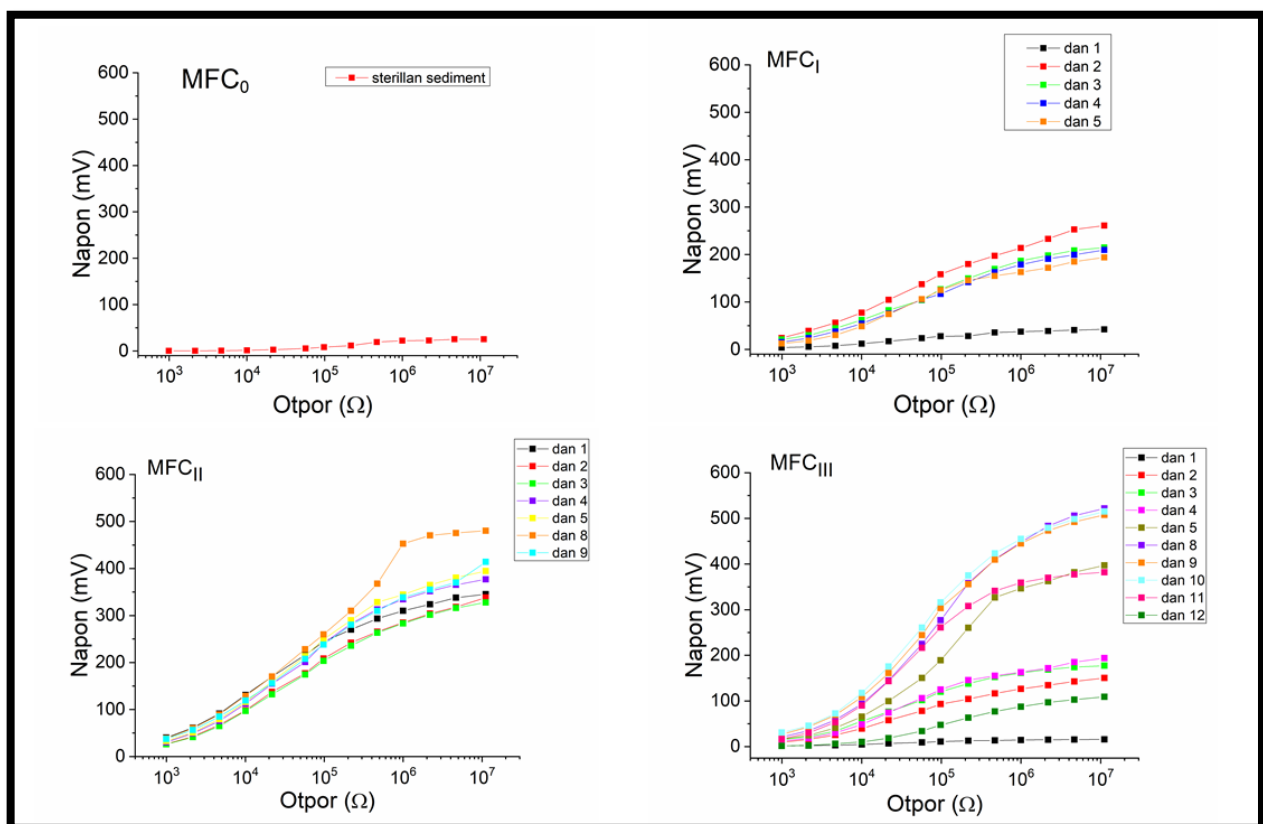 MFC0
sterillan sediment
Napon (mV)
600
500
400
300
200
100
0
10^3
10^4
10^5
10^6
10^7
Otpor (Ω)
MFCI
dan 1
dan 2
dan 3
dan 4
dan 5
Napon (mV)
600
500
400
300
200
100
0
10^3
10^4
10^5
10^6
10^7
Otpor (Ω)
MFCII
dan 1
dan 2
dan 3
dan 4
dan 5
dan 8
dan 9
Napon (mV)
600
500
400
300
200
100
0
10^3
10^4
10^5
10^6
10^7
Otpor (Ω)
MFCIII
dan 1
dan 2
dan 3
dan 4
dan 5
dan 8
dan 9
dan 10
dan 11
dan 12
Napon (mV)
600
500
400
300
200
100
0
10^3
10^4
10^5
10^6
10^7
Otpor (Ω)